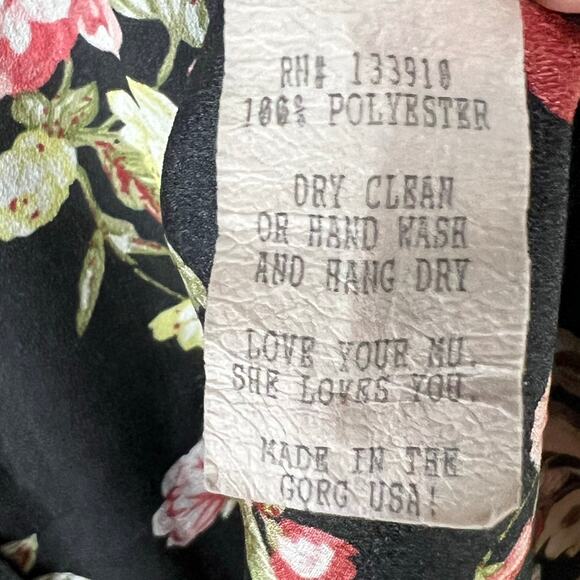 RN# 133910
100% POLYESTER
DRY CLEAN
OR HAND WASH
AND HANG DRY
LOVE YOUR MU.
SHE LOVES YOU.
MADE IN THE
GORG USA!